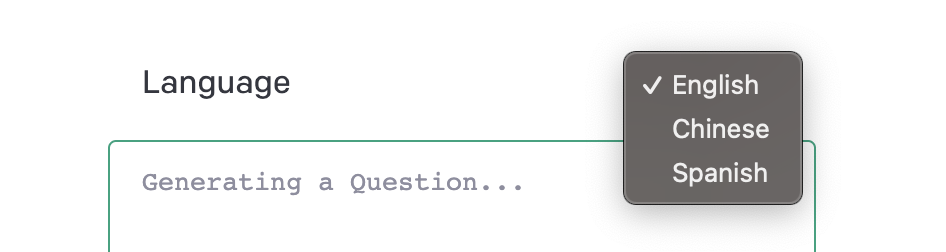 Language
✓ English
Chinese
Spanish
Generating a Question...